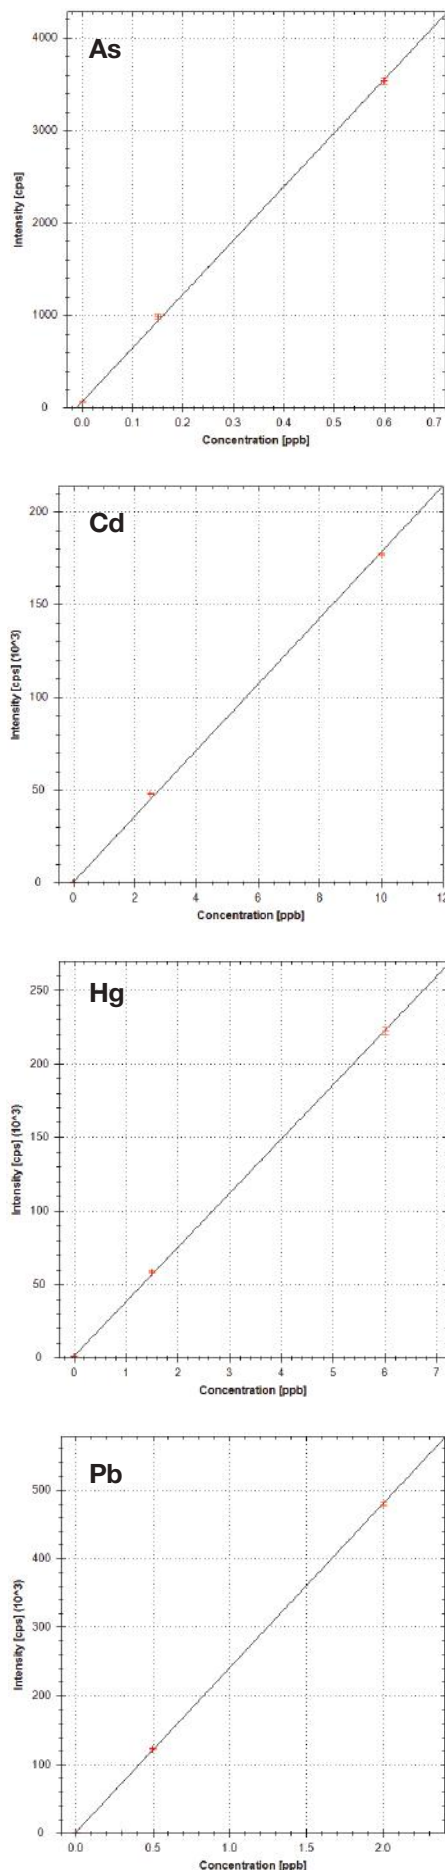 As
4000
3000
2000
1000
0
Intensity [cps]
0.0 0.1 0.2 0.3 0.4 0.5 0.6 0.7
Concentration [ppb]
Cd
200
150
100
50
0
Intensity [cps] (10^3)
0 2 4 6 8 10 12
Concentration [ppb]
Hg
250
200
150
100
50
0
Intensity [cps] (10^3)
0 1 2 3 4 5 6 7
Concentration [ppb]
Pb
500
400
300
200
100
0
Intensity [cps] (10^3)
0.0 0.5 1.0 1.5 2.0
Concentration [ppb]